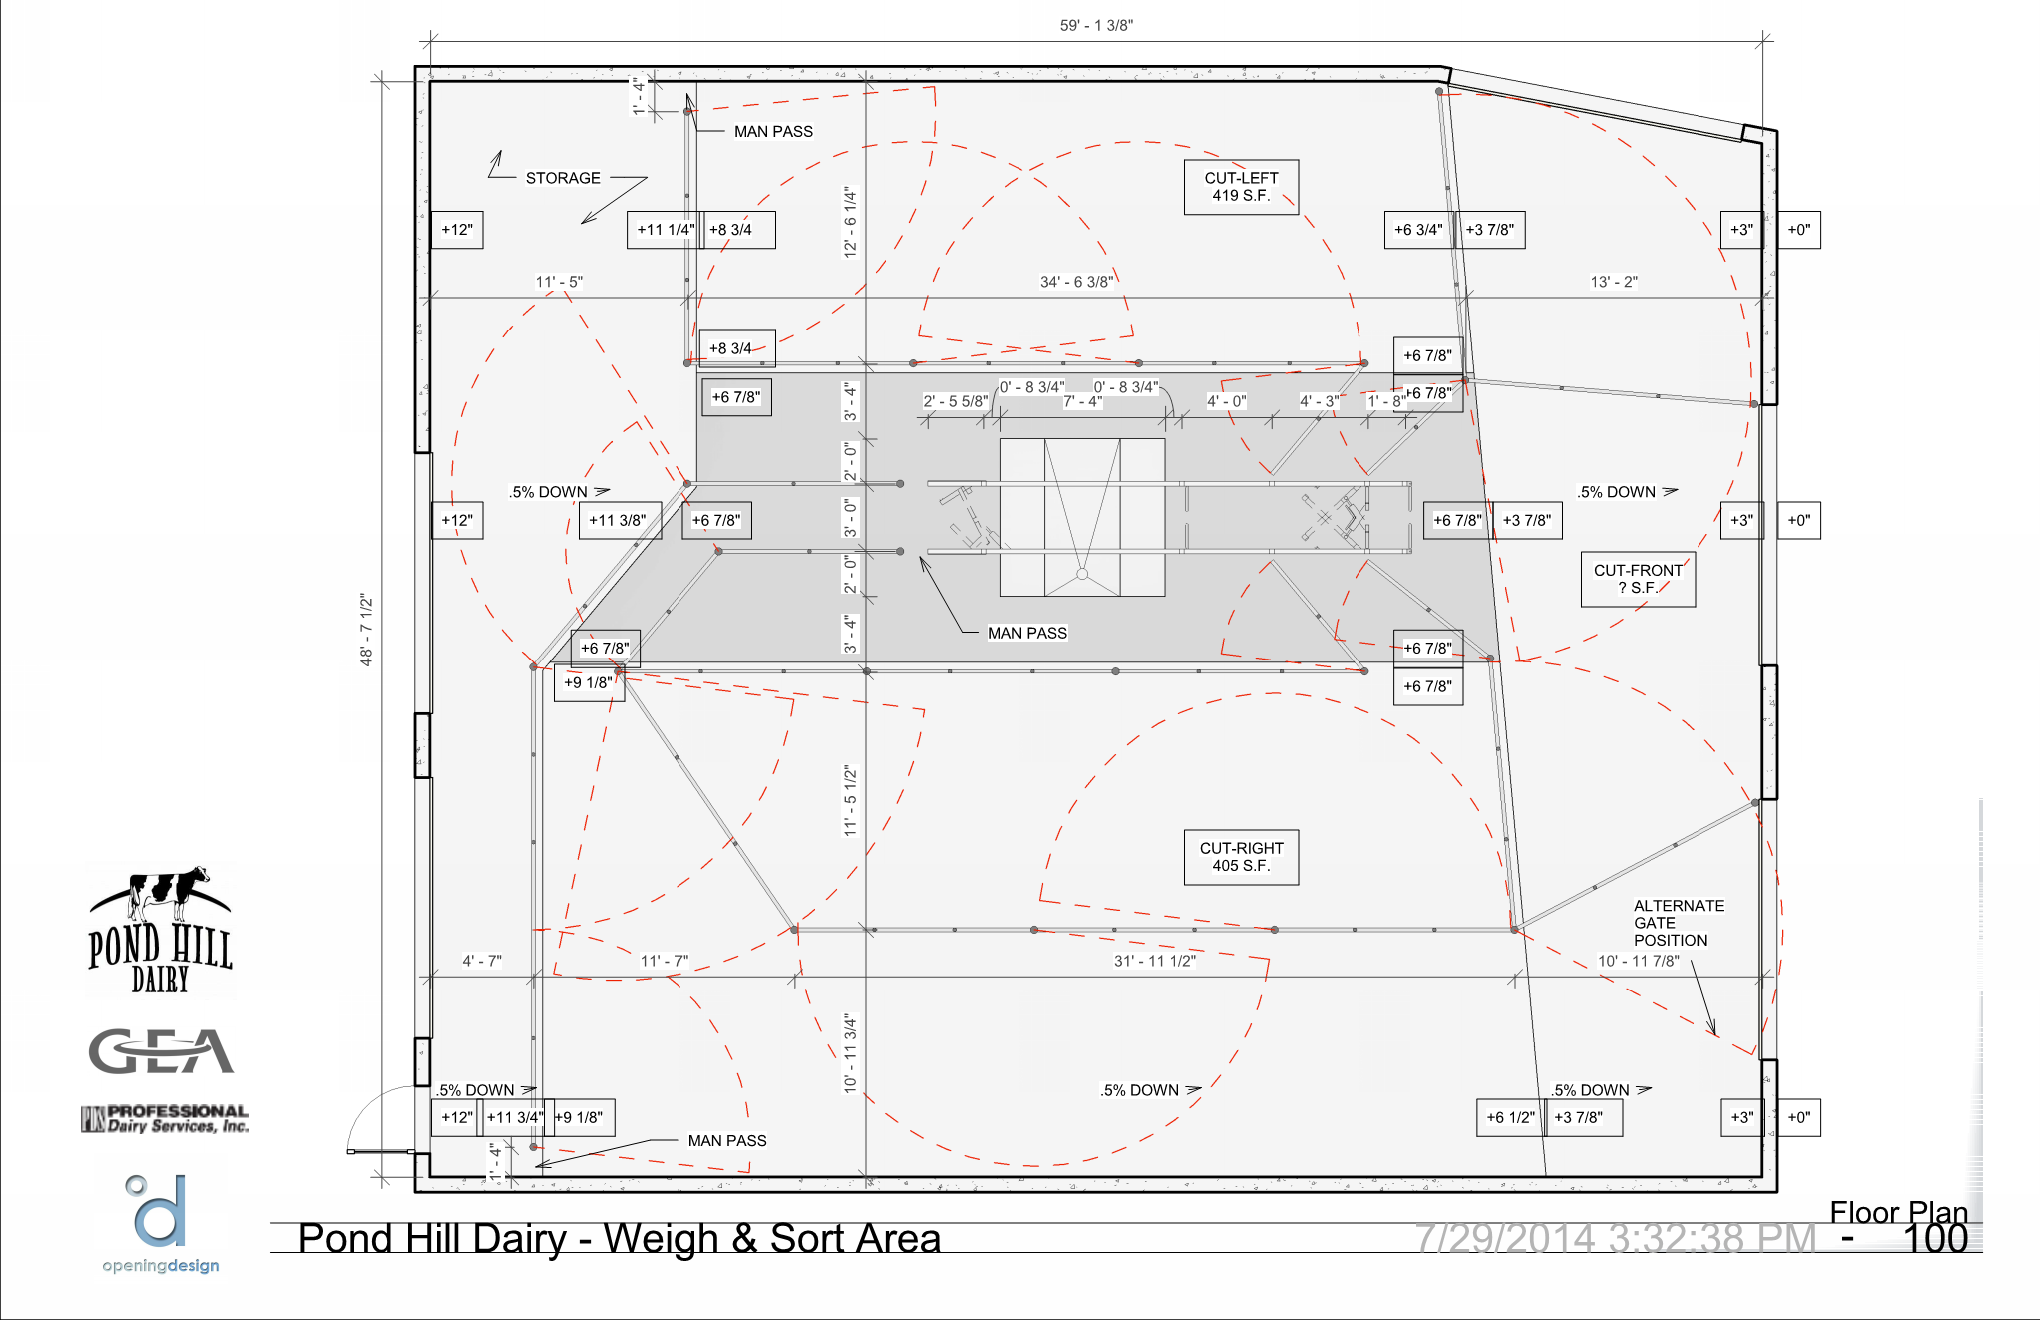 59' - 1 3/8"
1' - 4"
MAN PASS
STORAGE
CUT-LEFT
419 S.F.
12' - 6 1/4"
+12"
+11 1/4"
+8 3/4
+6 3/4"
+3 7/8"
+3"
+0"
11' - 5"
34' - 6 3/8"
13' - 2"
+8 3/4
+6 7/8"
+6 7/8"
+6 7/8"
3' - 4"
0' - 8 3/4"
0' - 8 3/4"
2' - 5 5/8"
7' - 4"
4' - 0"
4' - 3"
1' - 8"
2' - 0"
.5% DOWN
.5% DOWN
+12"
+11 3/8"
+6 7/8"
3' - 0"
+6 7/8"
+3 7/8"
+3"
+0"
CUT-FRONT
? S.F.
2' - 0"
48' - 7 1/2"
MAN PASS
3' - 4"
+6 7/8"
+6 7/8"
+9 1/8"
+6 7/8"
11' - 5 1/2"
CUT-RIGHT
405 S.F.
ALTERNATE
GATE
POSITION
4' - 7"
11' - 7"
31' - 11 1/2"
10' - 11 7/8"
10' - 11 3/4"
.5% DOWN
.5% DOWN
.5% DOWN
+12"
+11 3/4"
+9 1/8"
+6 1/2"
+3 7/8"
+3"
+0"
MAN PASS
1' - 4"
POND HILL
DAIRY
GEA
PDS PROFESSIONAL
Dairy Services, Inc.
openingdesign
Floor Plan
Pond Hill Dairy - Weigh & Sort Area
7/29/2014 3:32:38 PM - 100